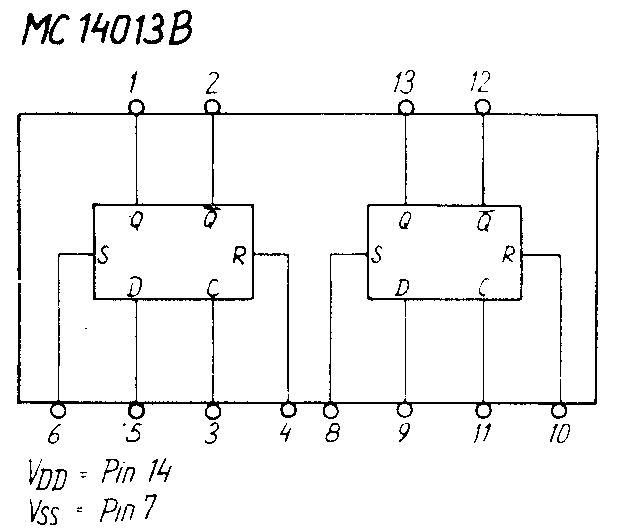 MC 14013B
1 2 13 12
Q Q̅ Q Q̅
S R S R
D C D C
6 5 3 4 8 9 11 10
VDD = Pin 14
VSS = Pin 7